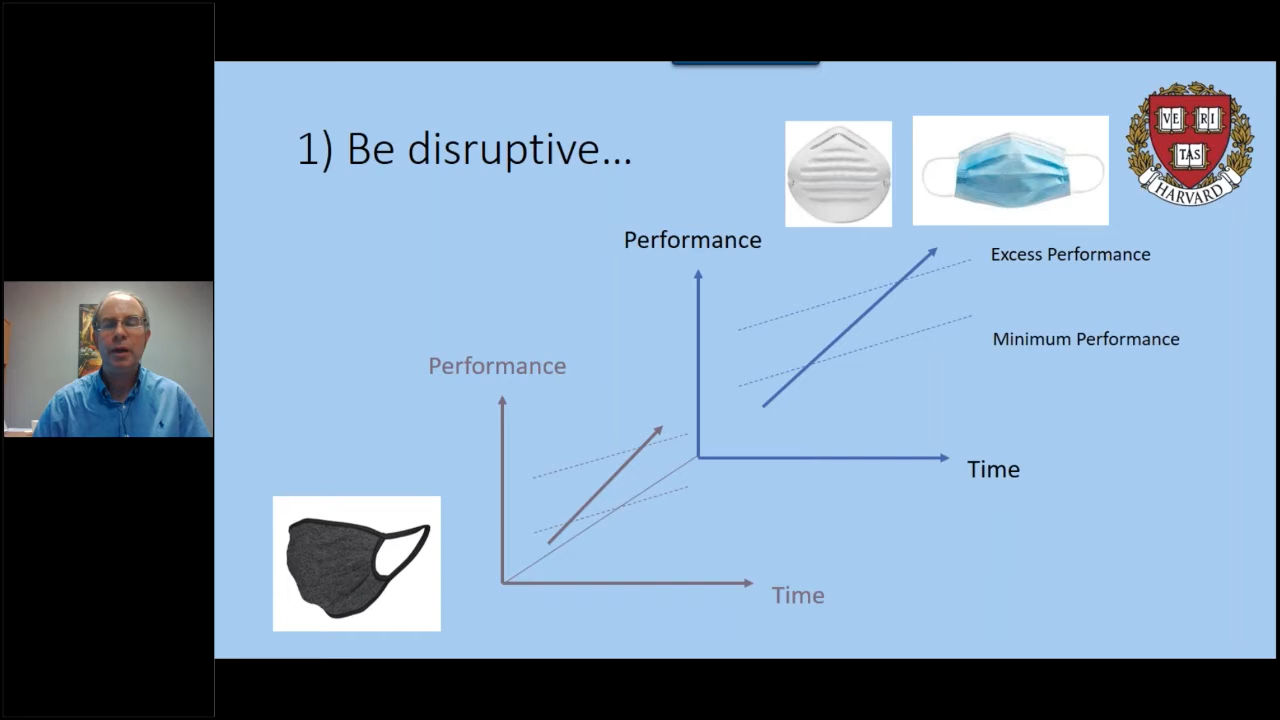 1) Be disruptive...
VE RI
TAS
HARVARD
Performance
Excess Performance
Minimum Performance
Performance
Time
Time